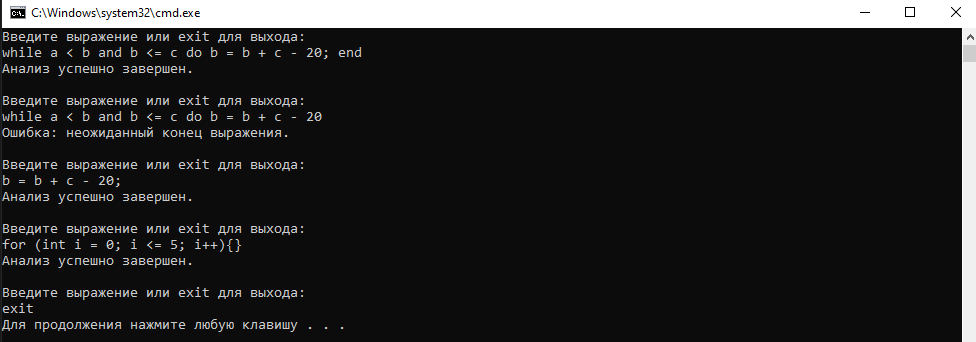 C:\Windows\system32\cmd.exe
Введите выражение или exit для выхода:
while a < b and b <= c do b = b + c - 20; end
Анализ успешно завершен.
Введите выражение или exit для выхода:
while a < b and b <= c do b = b + c - 20
Ошибка: неожиданный конец выражения.
Введите выражение или exit для выхода:
b = b + c - 20;
Анализ успешно завершен.
Введите выражение или exit для выхода:
for (int i = 0; i <= 5; i++){}
Анализ успешно завершен.
Введите выражение или exit для выхода:
exit
Для продолжения нажмите любую клавишу . . .